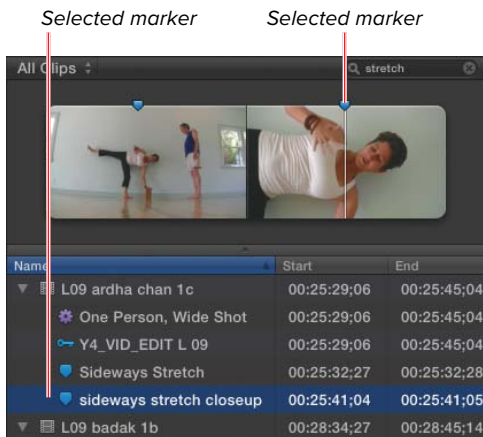 Selected marker Selected marker
All Clips stretch
Name Start End
L09 ardha chan 1c 00:25:29;06 00:25:45;04
One Person, Wide Shot 00:25:29;06 00:25:45;04
Y4_VID_EDIT L 09 00:25:29;06 00:25:45;04
Sideways Stretch 00:25:32;27 00:25:32;28
sideways stretch closeup 00:25:41;04 00:25:41;05
L09 badak 1b 00:28:34;27 00:28:45;14